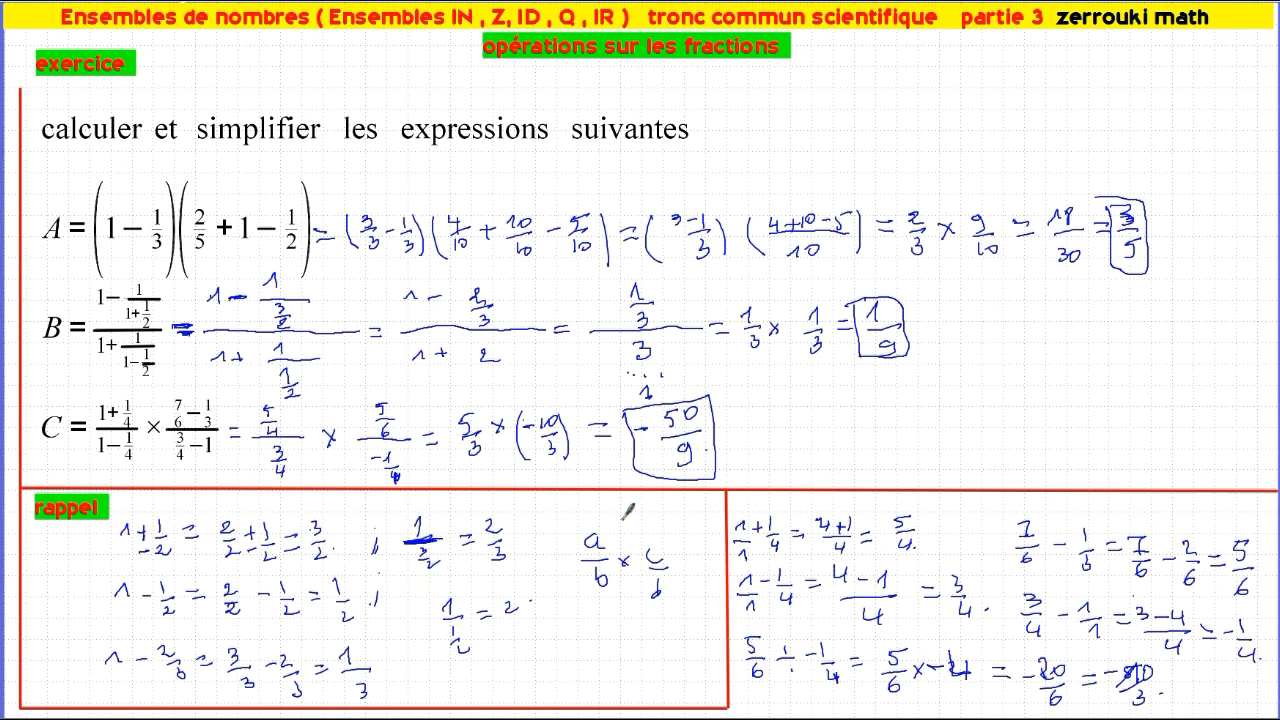 Ensembles de nombres ( Ensembles IN , Z, ID , Q , IR ) tronc commun scientifique partie 3 zerrouki math
opérations sur les fractions
exercice
calculer et simplifier les expressions suivantes
A = (1 − 1/3)(2/5 + 1 − 1/2) = (3/3 − 1/3)(4/10 + 10/10 − 5/10) = (3−1/3) (4+10−5/10) = 2/3 × 9/10 = 18/30 = 3/5
B = (1 − 1/(1+1/2))/(1 + 1/(1−1/2)) = (1 − 1/(3/2))/(1 + 1/(1/2)) = (1 − 2/3)/(1 + 2) = (1/3)/3 = 1/3 × 1/3 = 1/9
C = (1+1/4)/(1−1/4) × (7/6−1/3)/(3/4−1) = (5/4)/(3/4) × (5/6)/(−1/4) = 5/3 × (−10/3) = −50/9
rappel
1+1/2 = 2/2+1/2 = 3/2 ; 1/(3/2) = 2/3
1−1/2 = 2/2 − 1/2 = 1/2 ; 1/(1/2) = 2
1 − 2/3 = 3/3 − 2/3 = 1/3
a/b × c/
1/1+1/4 = 4+1/4 = 5/4
1/1−1/4 = 4−1/4 = 3/4
5/6 ÷ −1/4 = 5/6 × −4 = −20/6 = −10/3
7/6 − 1/3 = 7/6 − 2/6 = 5/6
3/4 − 1/1 = 3−4/4 = −1/4